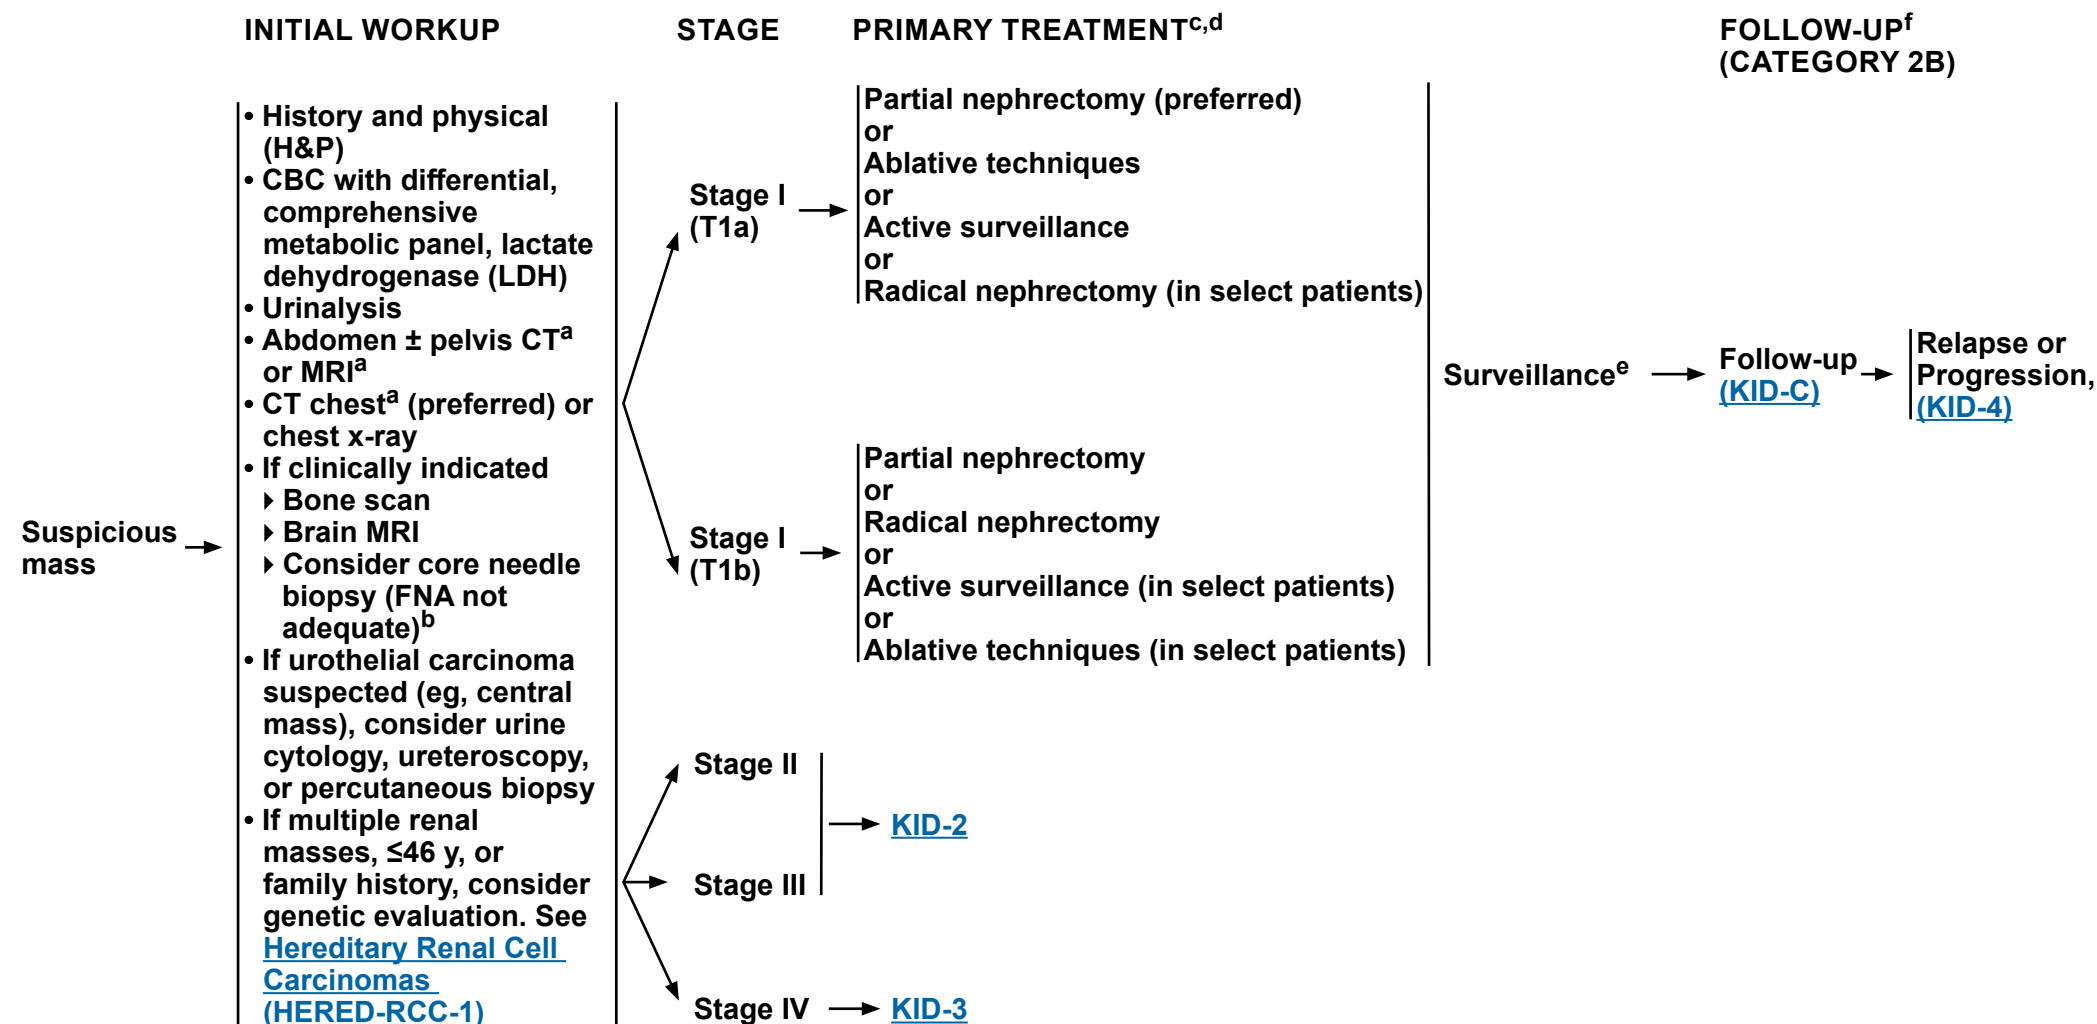 INITIAL WORKUP
STAGE
PRIMARY TREATMENTc,d
FOLLOW-UPf
(CATEGORY 2B)
Suspicious
mass
• History and physical
(H&P)
• CBC with differential,
comprehensive
metabolic panel, lactate
dehydrogenase (LDH)
• Urinalysis
• Abdomen ± pelvis CTa
or MRIa
• CT chesta (preferred) or
chest x-ray
• If clinically indicated
Bone scan
Brain MRI
Consider core needle
biopsy (FNA not
adequate)b
• If urothelial carcinoma
suspected (eg, central
mass), consider urine
cytology, ureteroscopy,
or percutaneous biopsy
• If multiple renal
masses, ≤46 y, or
family history, consider
genetic evaluation. See
Hereditary Renal Cell
Carcinomas
(HERED-RCC-1)
Stage I
(T1a)
Partial nephrectomy (preferred)
or
Ablative techniques
or
Active surveillance
or
Radical nephrectomy (in select patients)
Stage I
(T1b)
Partial nephrectomy
or
Radical nephrectomy
or
Active surveillance (in select patients)
or
Ablative techniques (in select patients)
Surveillancee
Follow-up
(KID-C)
Relapse or
Progression,
(KID-4)
Stage II
Stage III
KID-2
Stage IV
KID-3